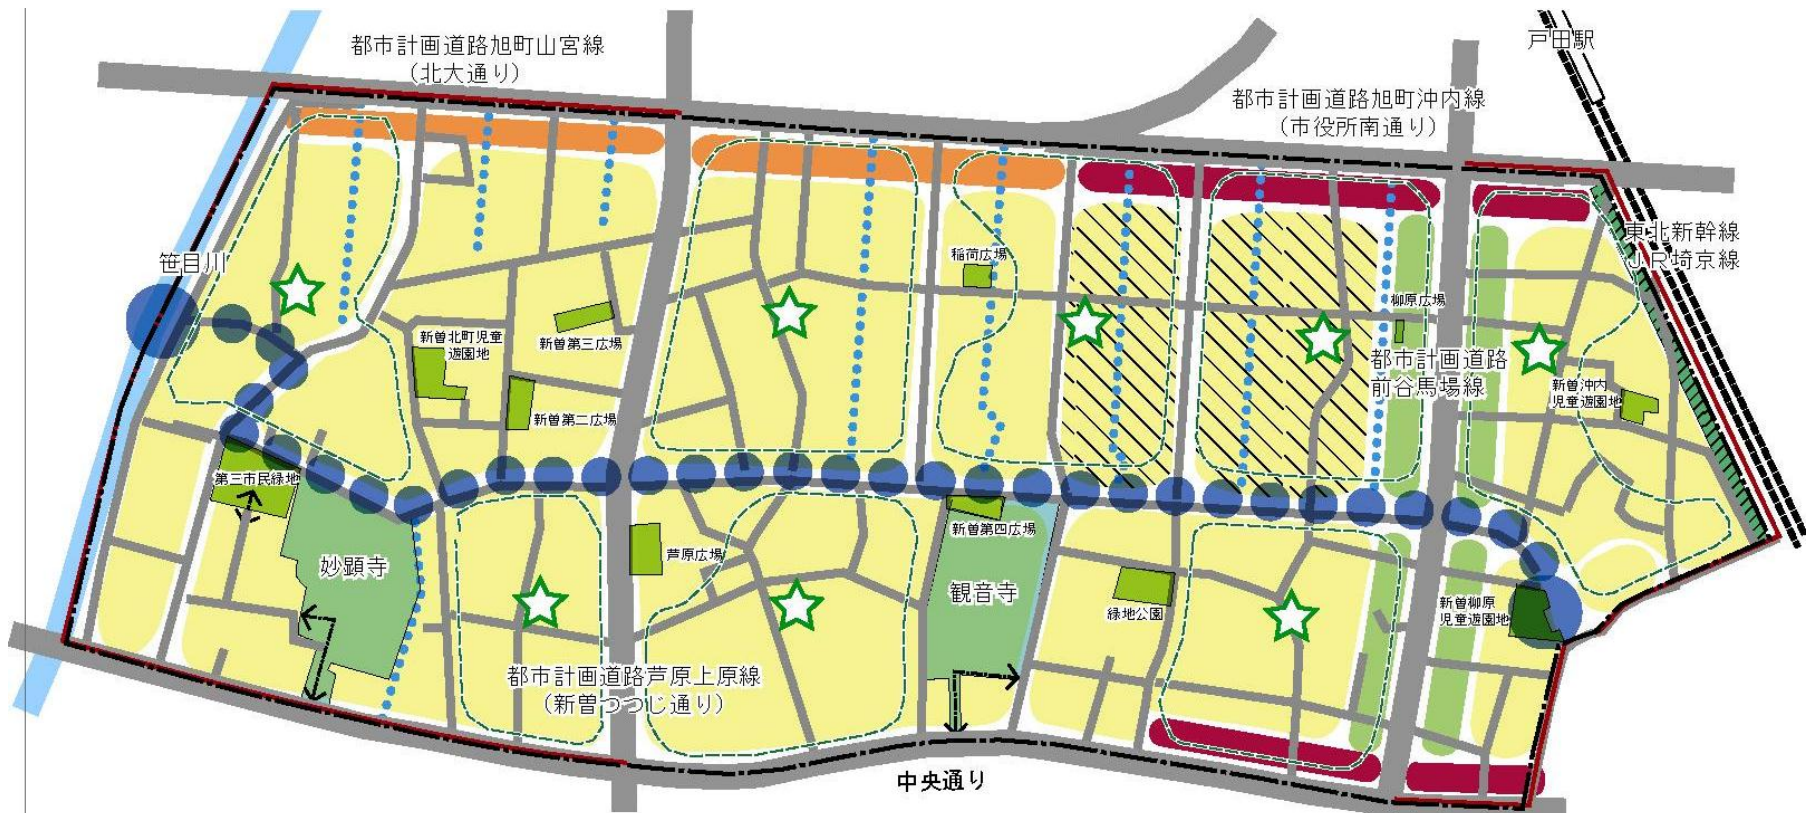 都市計画道路旭町山宮線
（北大通り）
戸田駅
都市計画道路旭町沖内線
（市役所南通り）
東北新幹線
ＪＲ埼京線
笹目川
稲荷広場
柳原広場
新曽北町児童
遊園地
新曽第三広場
都市計画道路
前谷馬場線
新曽沖内
児童遊園地
新曽第二広場
第三市民緑地
新曽第四広場
芦原広場
妙顕寺
観音寺
緑地公園
新曽柳原
児童遊園地
都市計画道路芦原上原線
（新曽つつじ通り）
中央通り